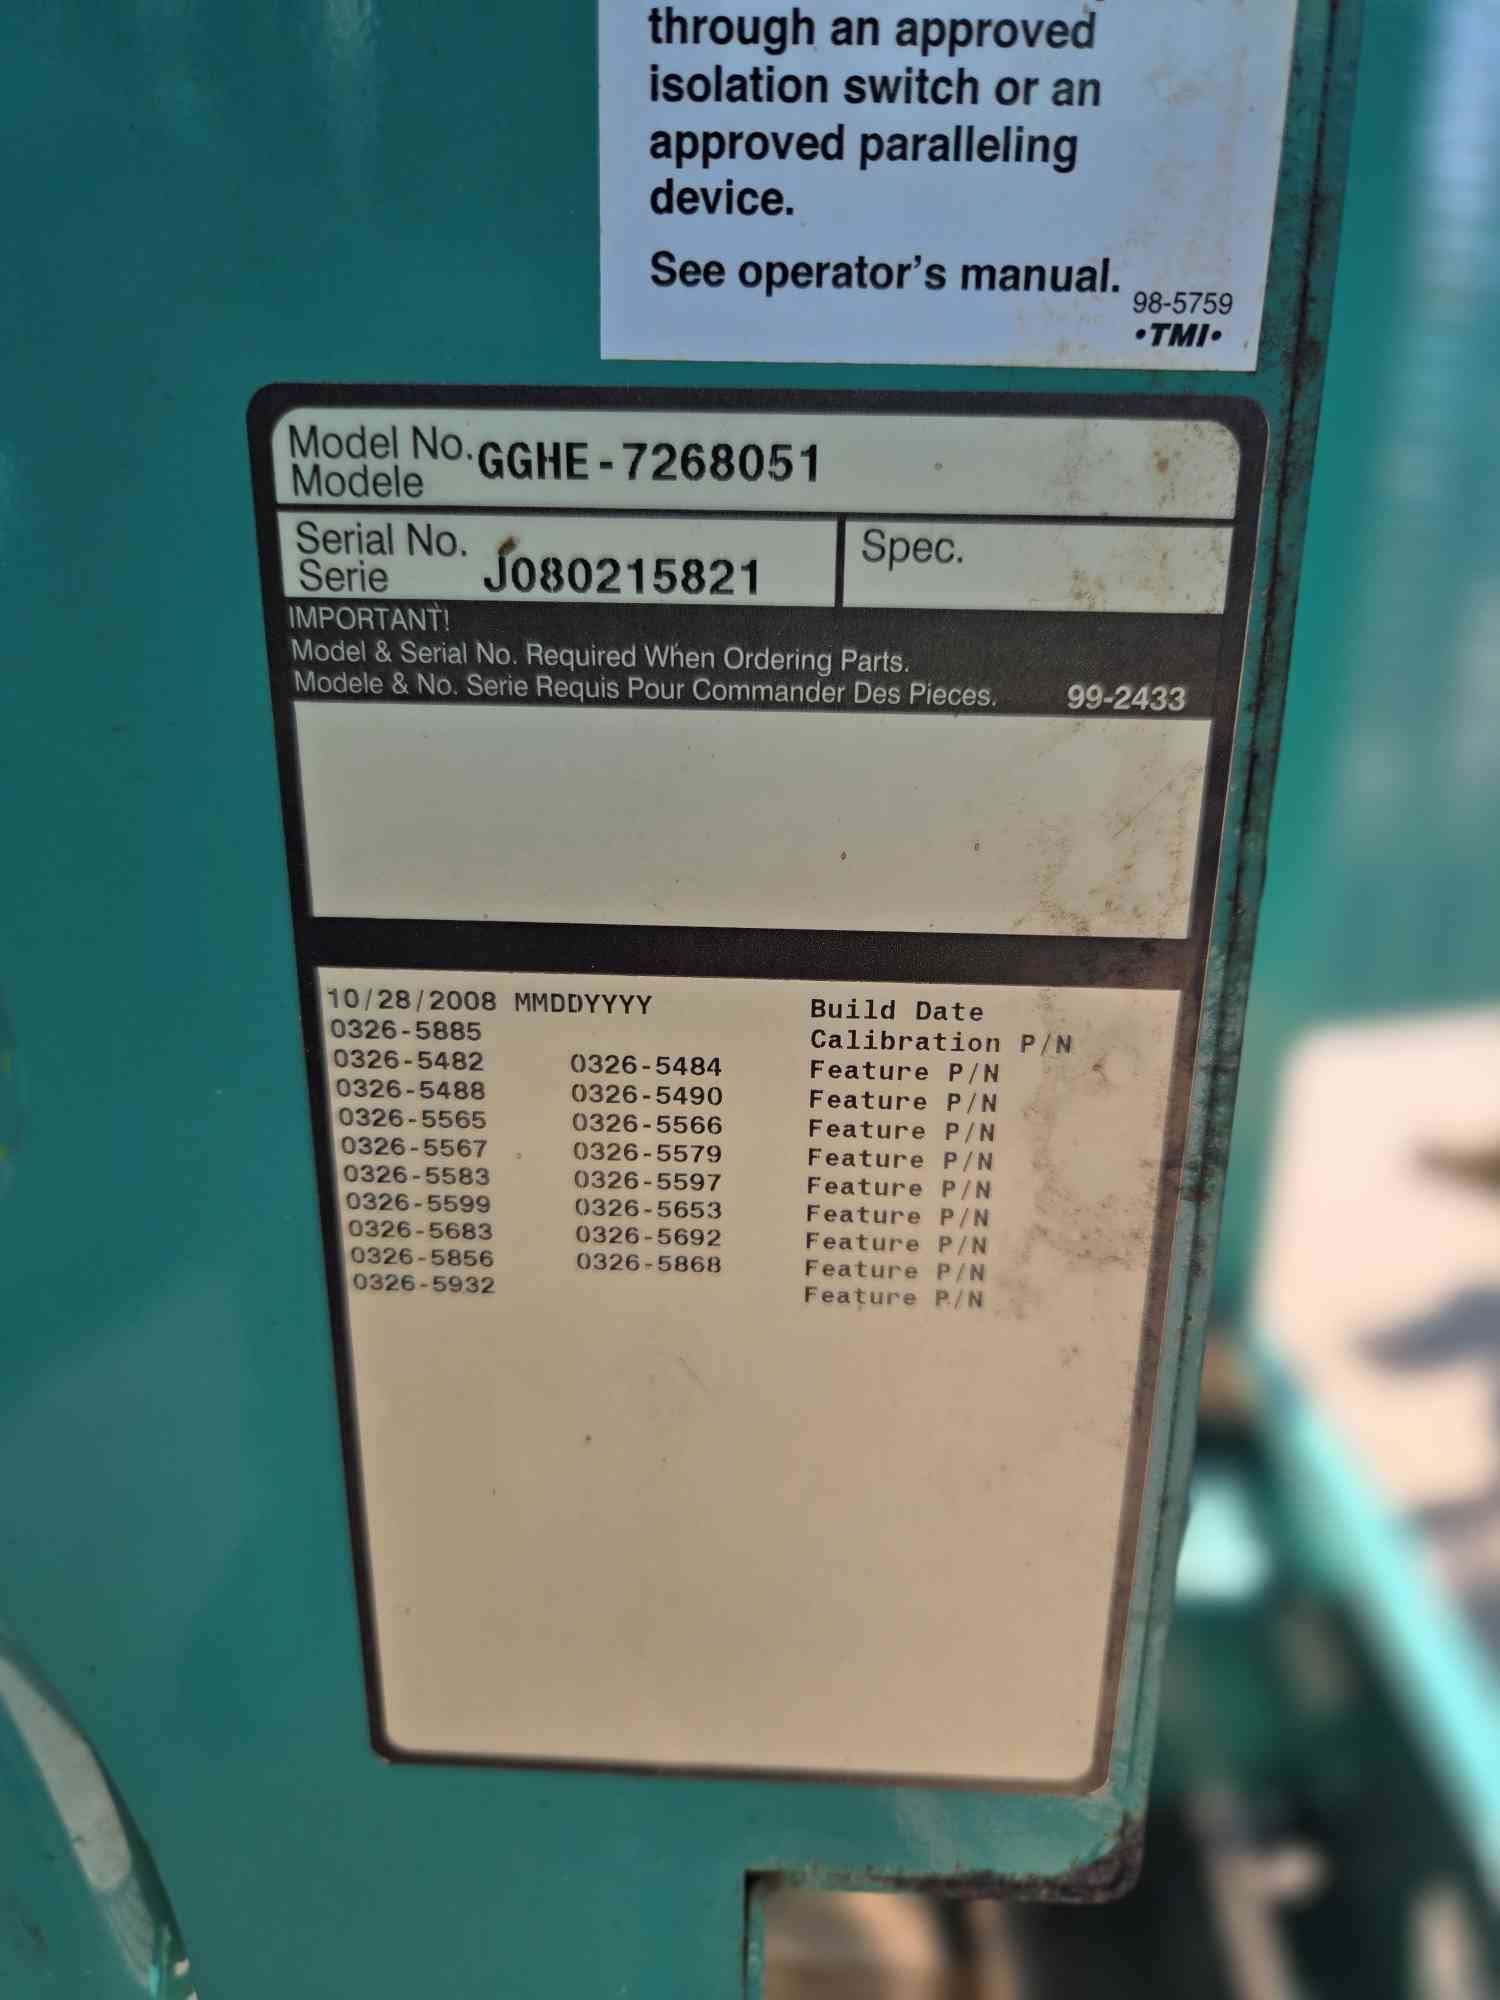 through an approved
isolation switch or an
approved paralleling
device.
See operator's manual.
98-5759
•TMI•
Model No. GGHE-7268051
Modele
Serial No. J080215821
Serie
Spec.
IMPORTANT!
Model & Serial No. Required When Ordering Parts.
Modele & No. Serie Requis Pour Commander Des Pieces. 99-2433
10/28/2008 MMDDYYYY Build Date
0326-5885 Calibration P/N
0326-5482 0326-5484 Feature P/N
0326-5488 0326-5490 Feature P/N
0326-5565 0326-5566 Feature P/N
0326-5567 0326-5579 Feature P/N
0326-5583 0326-5597 Feature P/N
0326-5599 0326-5653 Feature P/N
0326-5683 0326-5692 Feature P/N
0326-5856 0326-5868 Feature P/N
0326-5932 Feature P/N